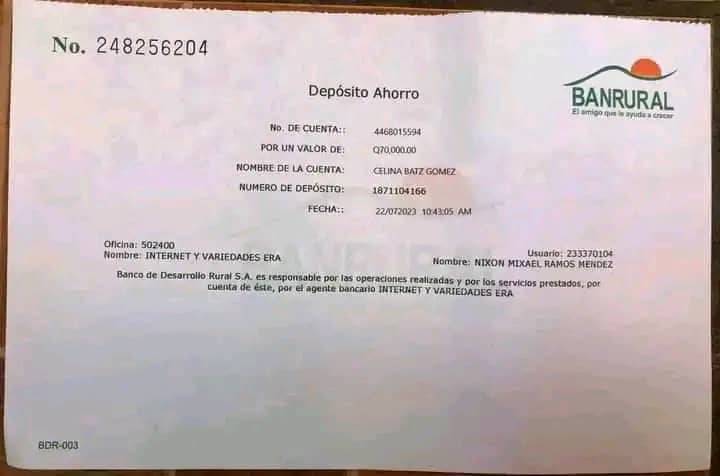 No. 248256204
BANRURAL
El amigo que le ayuda a crecer
Depósito Ahorro
No. DE CUENTA:: 4468015594
POR UN VALOR DE: Q70,000.00
NOMBRE DE LA CUENTA: CELINA BATZ GOMEZ
NUMERO DE DEPÓSITO: 1871104166
FECHA:: 22/072023 10:43:05 AM
Oficina: 502400 Usuario: 233370104
Nombre: INTERNET Y VARIEDADES ERA Nombre: NIXON MIXAEL RAMOS MENDEZ
BANRURAL
Banco de Desarrollo Rural S.A. es responsable por las operaciones realizadas y por los servicios prestados, por
cuenta de éste, por el agente bancario INTERNET Y VARIEDADES ERA
BDR-003